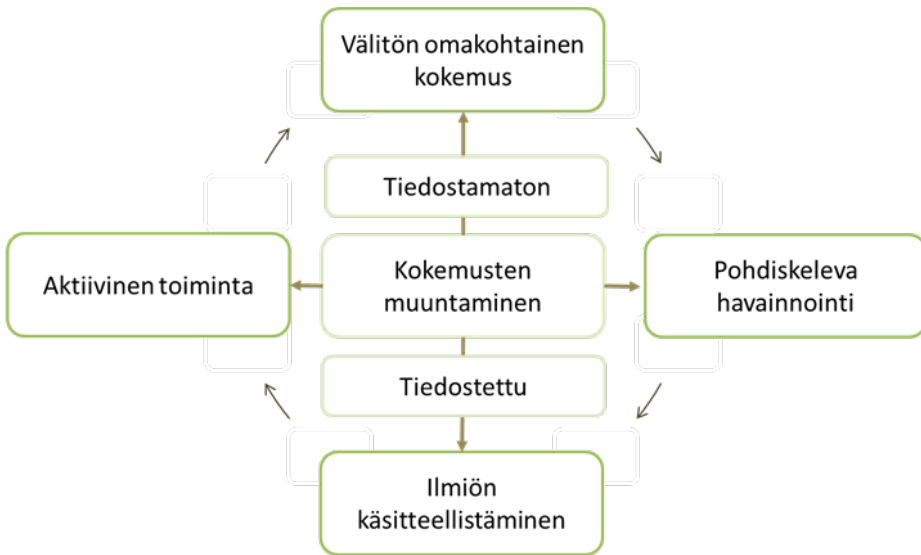 Välitön omakohtainen
kokemus
Tiedostamaton
Aktiivinen toiminta
Kokemusten
muuntaminen
Pohdiskeleva
havainnointi
Tiedostettu
Ilmiön
käsitteellistäminen